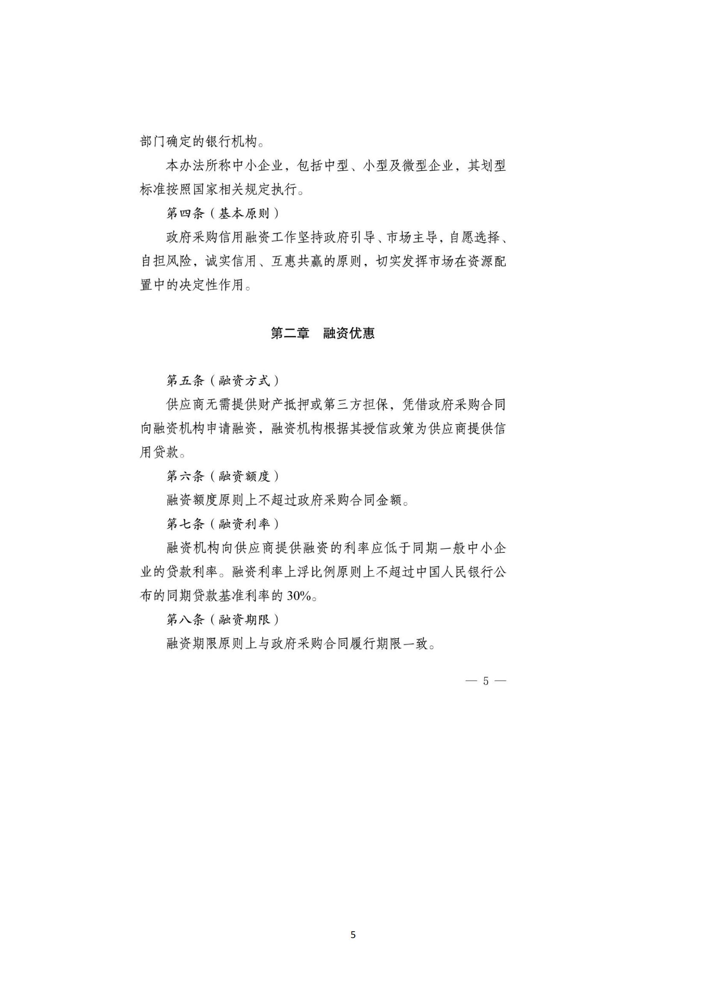 部门确定的银行机构。
本办法所称中小企业，包括中型、小型及微型企业，其划型
标准按照国家相关规定执行。
第四条（基本原则）
政府采购信用融资工作坚持政府引导、市场主导，自愿选择、
自担风险，诚实信用、互惠共赢的原则，切实发挥市场在资源配
置中的决定性作用。
第二章　融资优惠
第五条（融资方式）
供应商无需提供财产抵押或第三方担保，凭借政府采购合同
向融资机构申请融资，融资机构根据其授信政策为供应商提供信
用贷款。
第六条（融资额度）
融资额度原则上不超过政府采购合同金额。
第七条（融资利率）
融资机构向供应商提供融资的利率应低于同期一般中小企
业的贷款利率。融资利率上浮比例原则上不超过中国人民银行公
布的同期贷款基准利率的 30%。
第八条（融资期限）
融资期限原则上与政府采购合同履行期限一致。
— 5 —
5